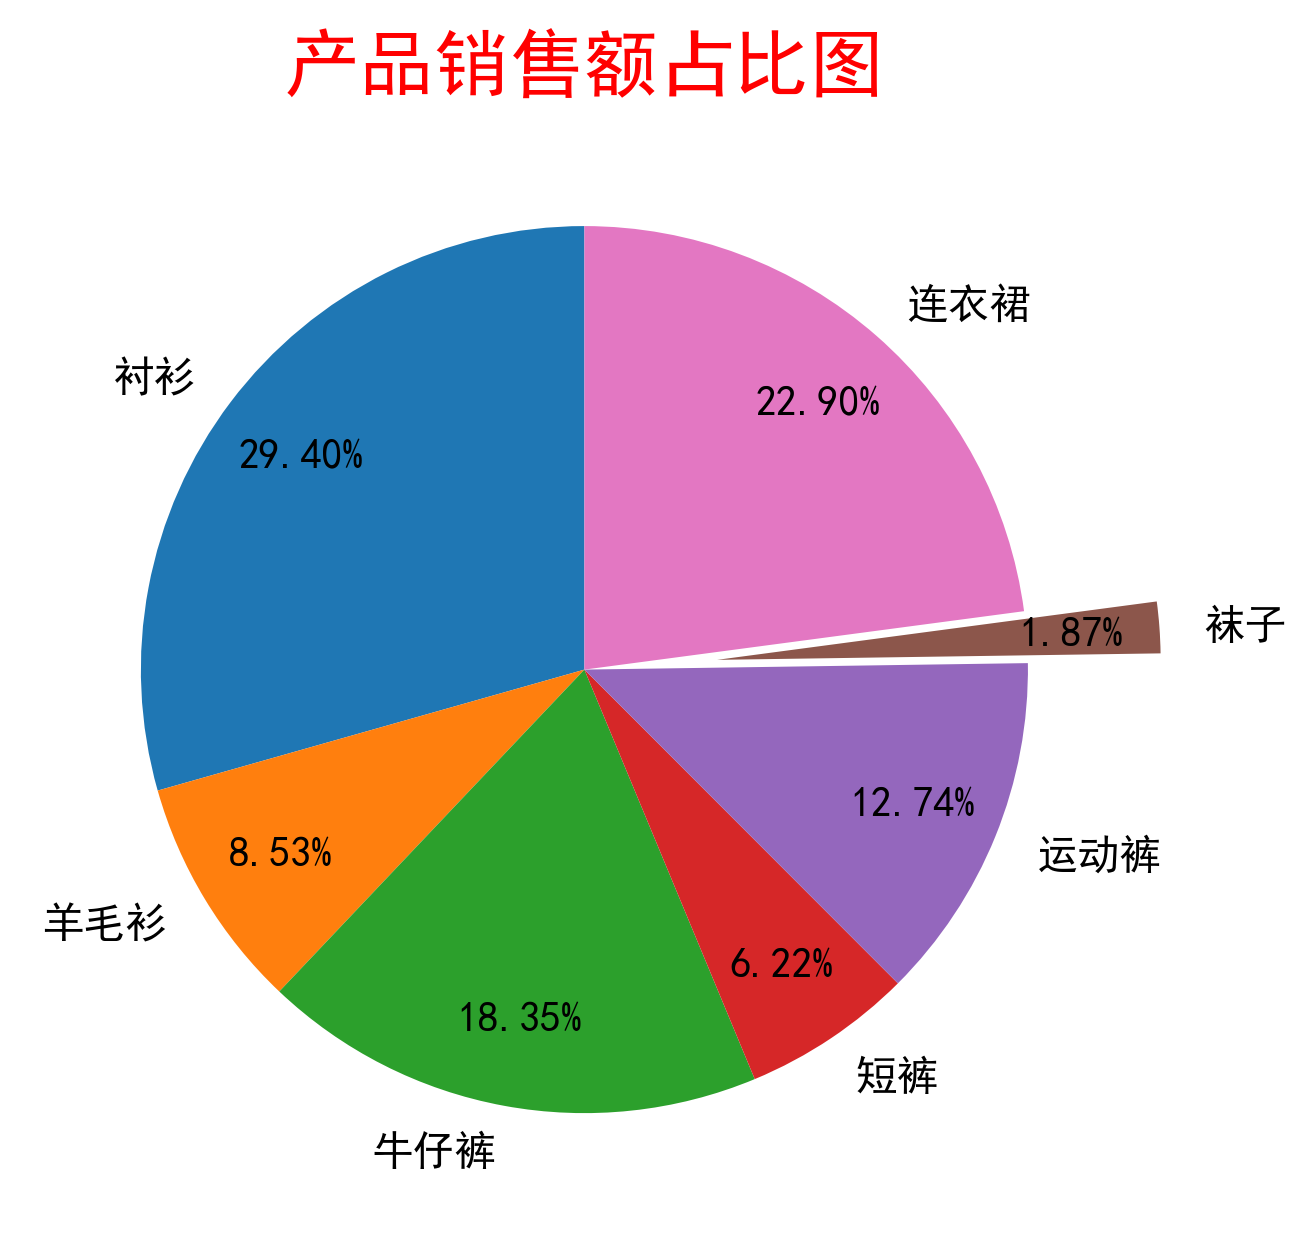 产品销售额占比图
连衣裙
22.90%
衬衫
29.40%
袜子
1.87%
12.74%
运动裤
8.53%
羊毛衫
6.22%
短裤
18.35%
牛仔裤